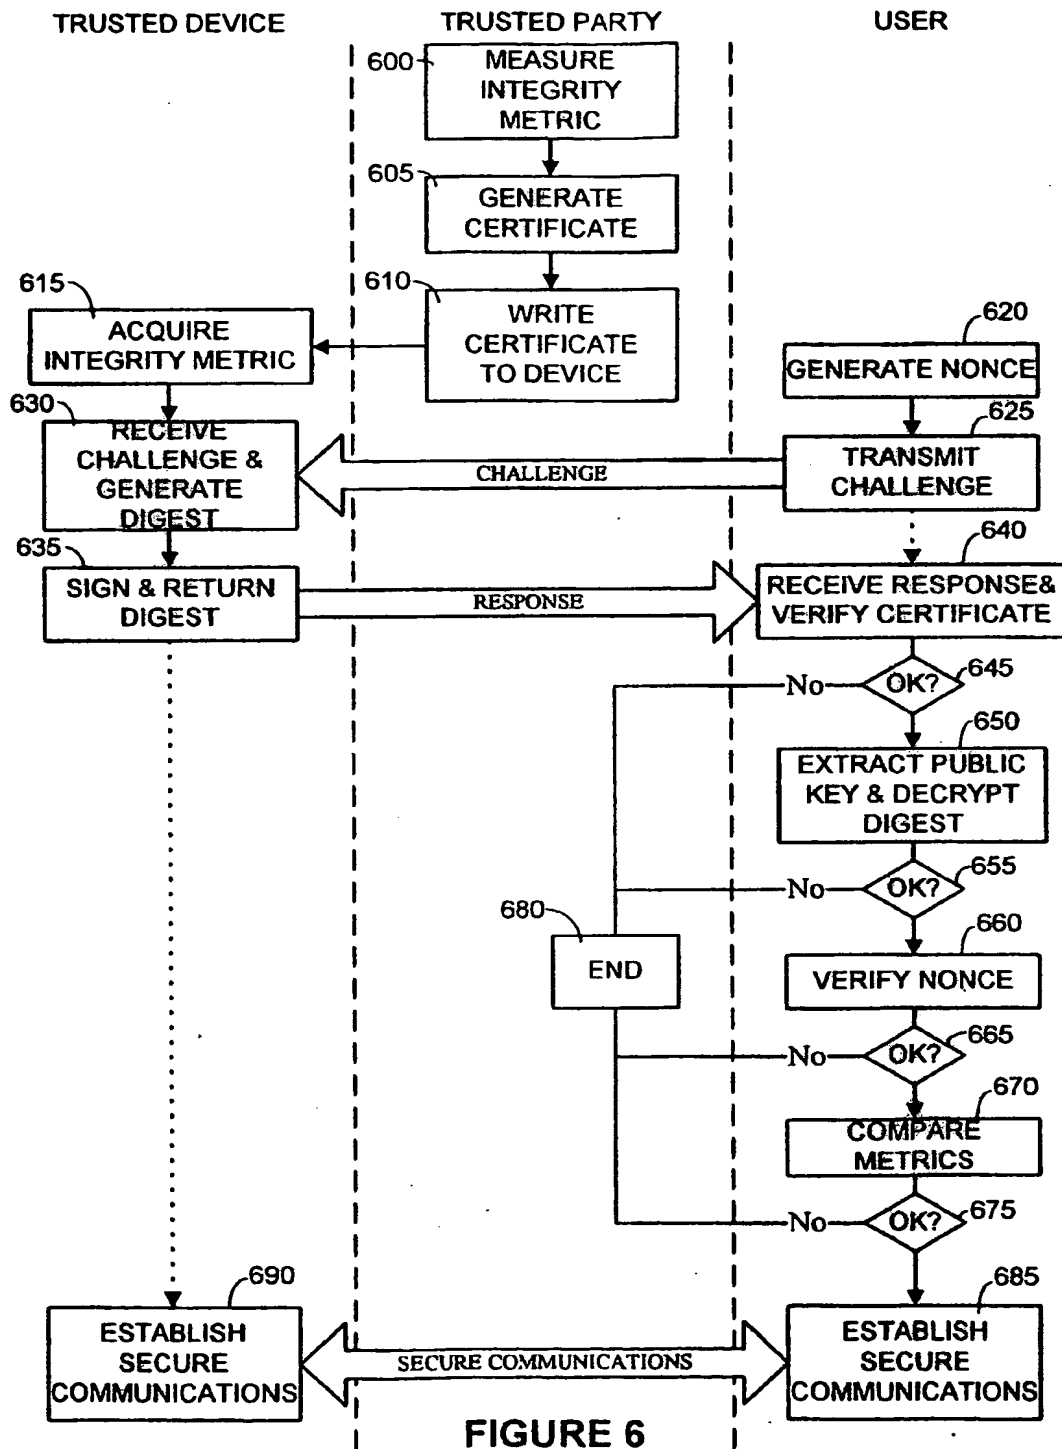 TRUSTED DEVICE
TRUSTED PARTY
USER
600
MEASURE
INTEGRITY
METRIC
605
GENERATE
CERTIFICATE
610
WRITE
CERTIFICATE
TO DEVICE
615
ACQUIRE
INTEGRITY METRIC
620
GENERATE NONCE
625
TRANSMIT
CHALLENGE
CHALLENGE
630
RECEIVE
CHALLENGE &
GENERATE
DIGEST
635
SIGN & RETURN
DIGEST
RESPONSE
640
RECEIVE RESPONSE&
VERIFY CERTIFICATE
OK?
645
No
650
EXTRACT PUBLIC
KEY & DECRYPT
DIGEST
OK?
655
No
680
END
660
VERIFY NONCE
OK?
665
No
670
COMPARE
METRICS
OK?
675
No
690
ESTABLISH
SECURE
COMMUNICATIONS
SECURE COMMUNICATIONS
685
ESTABLISH
SECURE
COMMUNICATIONS
FIGURE 6